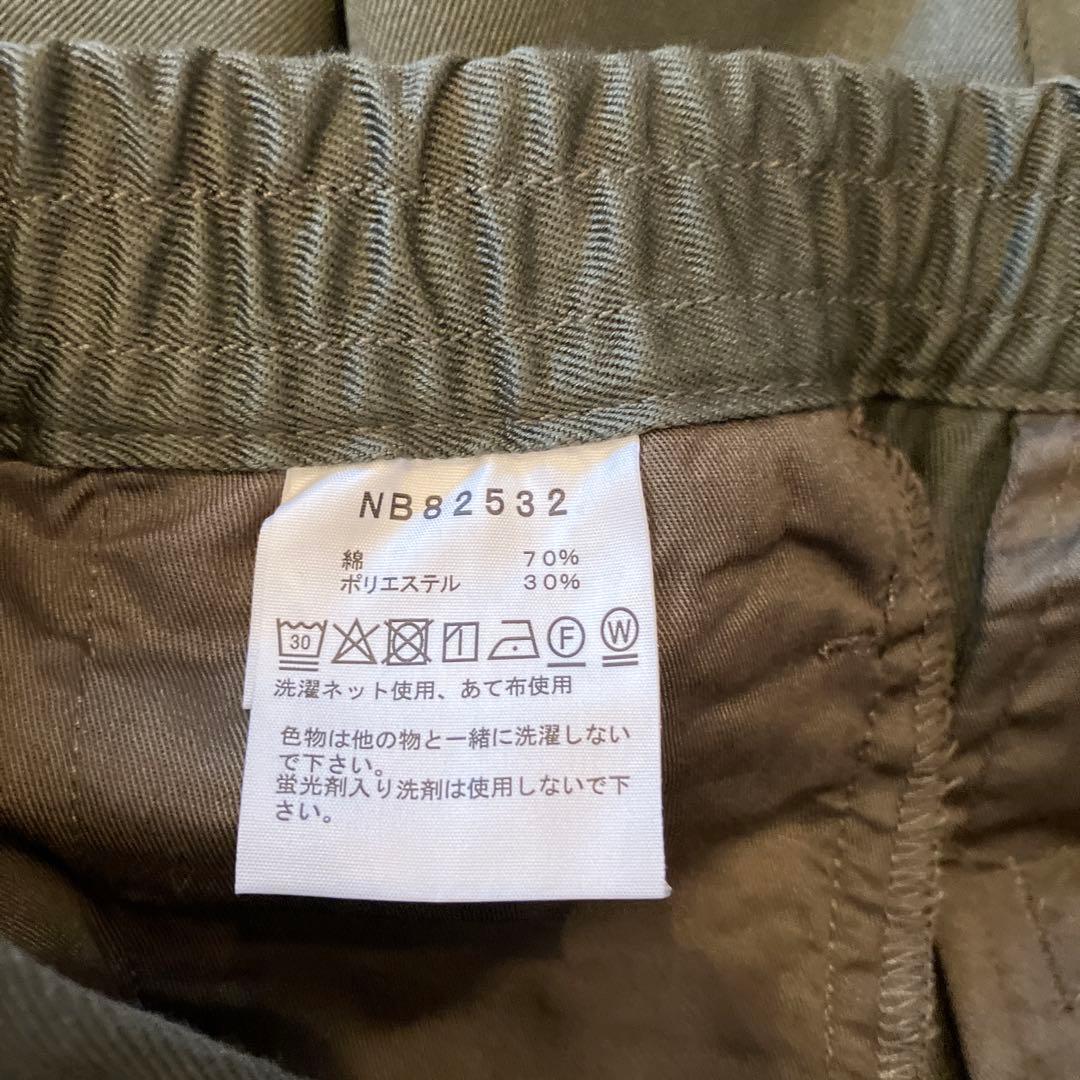 NB82532
綿 70%
ポリエステル 30%
30 F W
洗濯ネット使用、あて布使用
色物は他の物と一緒に洗濯しない
で下さい。
蛍光剤入り洗剤は使用しないで下
さい。